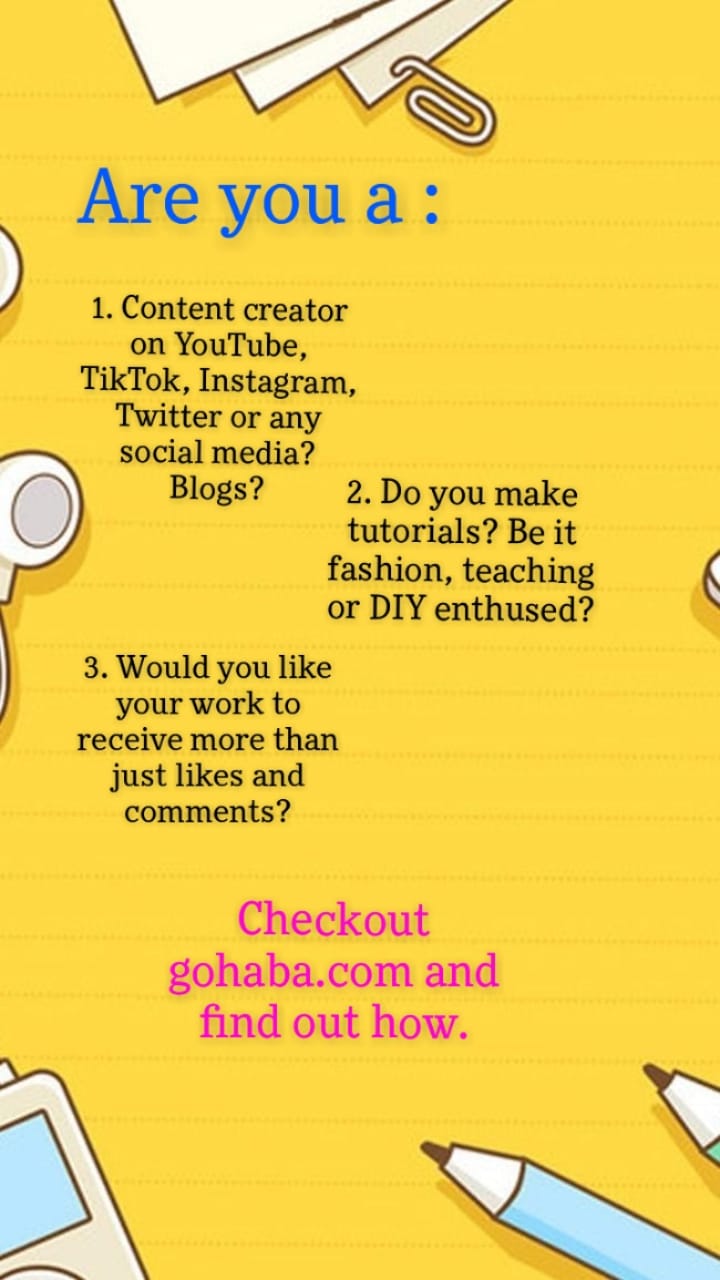 Are you a :
1. Content creator
on YouTube,
TikTok, Instagram,
Twitter or any
social media?
Blogs?
2. Do you make
tutorials? Be it
fashion, teaching
or DIY enthused?
3. Would you like
your work to
receive more than
just likes and
comments?
Checkout
gohaba.com and
find out how.